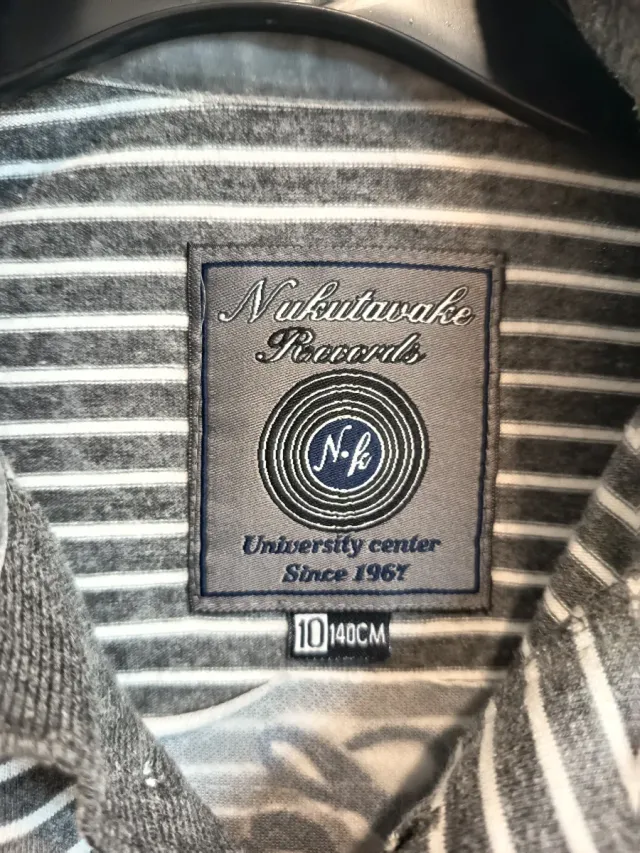 Nukutavake
Records
N·k
University center
Since 1967
10 140CM